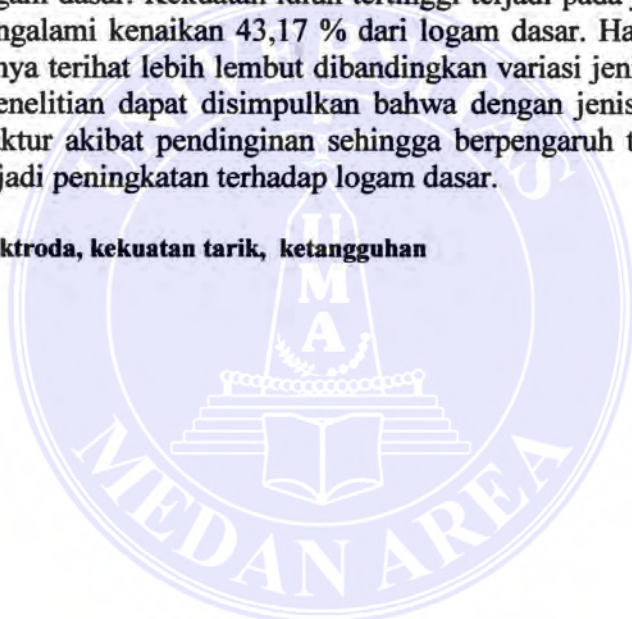 ngalami kenaikan 43,17 % dari logam dasar. Ha
nya terihat lebih lembut dibandingkan variasi jeni
enelitian dapat disimpulkan bahwa dengan jenis
ktur akibat pendinginan sehingga berpengaruh t
jadi peningkatan terhadap logam dasar.
ktroda, kekuatan tarik, ketangguhan
UNIVERSITAS
U
M
A
MEDAN AREA